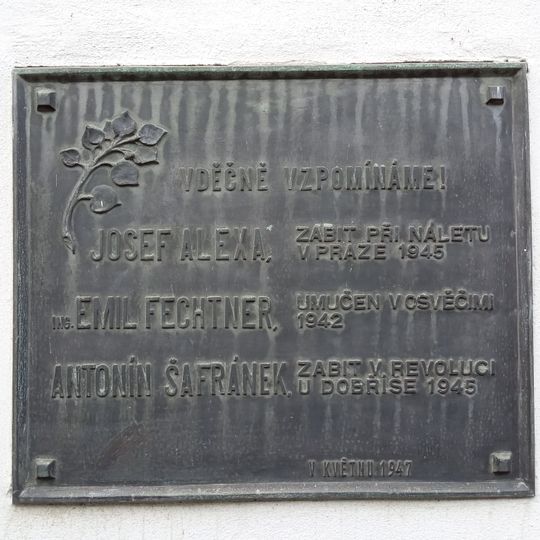 VDĚČNĚ VZPOMÍNÁME!
JOSEF ALEXA, ZABIT PŘI NÁLETU
V PRAZE 1945
ING. EMIL FECHTNER, UMUČEN V OSVĚČIMI
1942
ANTONÍN ŠAFRÁNEK, ZABIT V REVOLUCI
U DOBŘÍŠE 1945
V KVĚTNU 1947